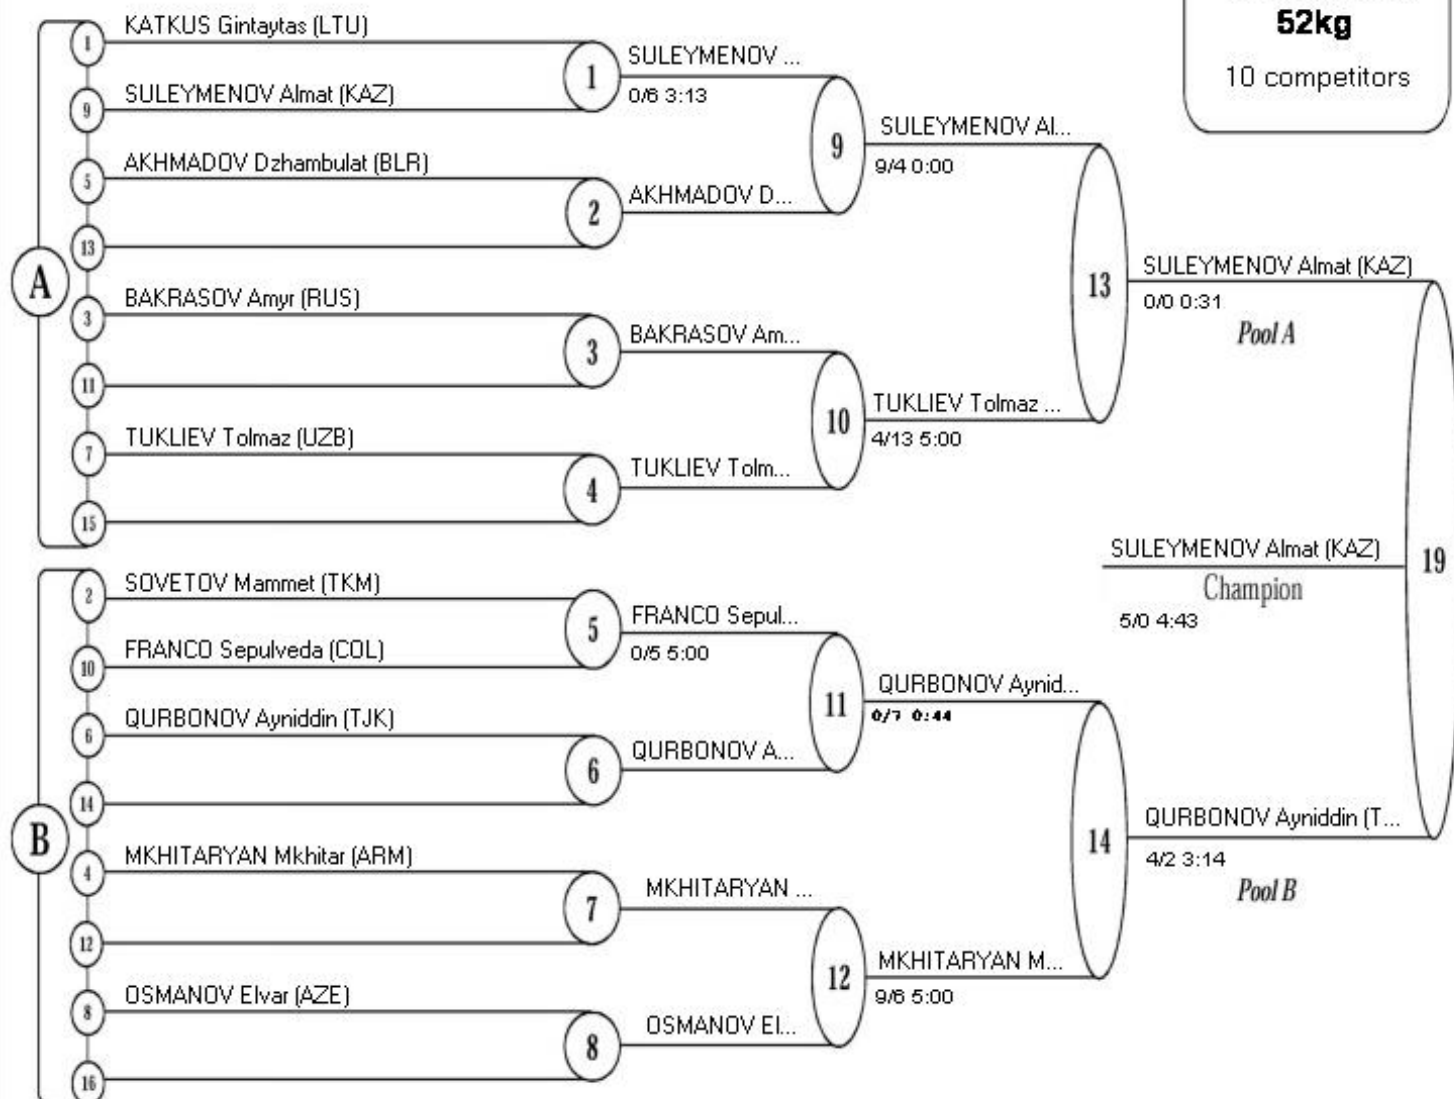 52kg
10 competitors
A
1
KATKUS Gintaytas (LTU)
9
SULEYMENOV Almat (KAZ)
5
AKHMADOV Dzhambulat (BLR)
13
3
BAKRASOV Amyr (RUS)
11
7
TUKLIEV Tolmaz (UZB)
15
1
SULEYMENOV ...
0/6 3:13
2
AKHMADOV D...
3
BAKRASOV Am...
4
TUKLIEV Tolm...
9
SULEYMENOV Al...
9/4 0:00
10
TUKLIEV Tolmaz ...
4/13 5:00
13
SULEYMENOV Almat (KAZ)
0/0 0:31
Pool A
B
2
SOVETOV Mammet (TKM)
10
FRANCO Sepulveda (COL)
6
QURBONOV Ayniddin (TJK)
14
4
MKHITARYAN Mkhitar (ARM)
12
8
OSMANOV Elvar (AZE)
16
5
FRANCO Sepul...
0/5 5:00
6
QURBONOV A...
7
MKHITARYAN ...
8
OSMANOV El...
11
QURBONOV Aynid...
0/7 0:44
12
MKHITARYAN M...
9/6 5:00
14
QURBONOV Ayniddin (T...
4/2 3:14
Pool B
SULEYMENOV Almat (KAZ)
Champion
5/0 4:43
19